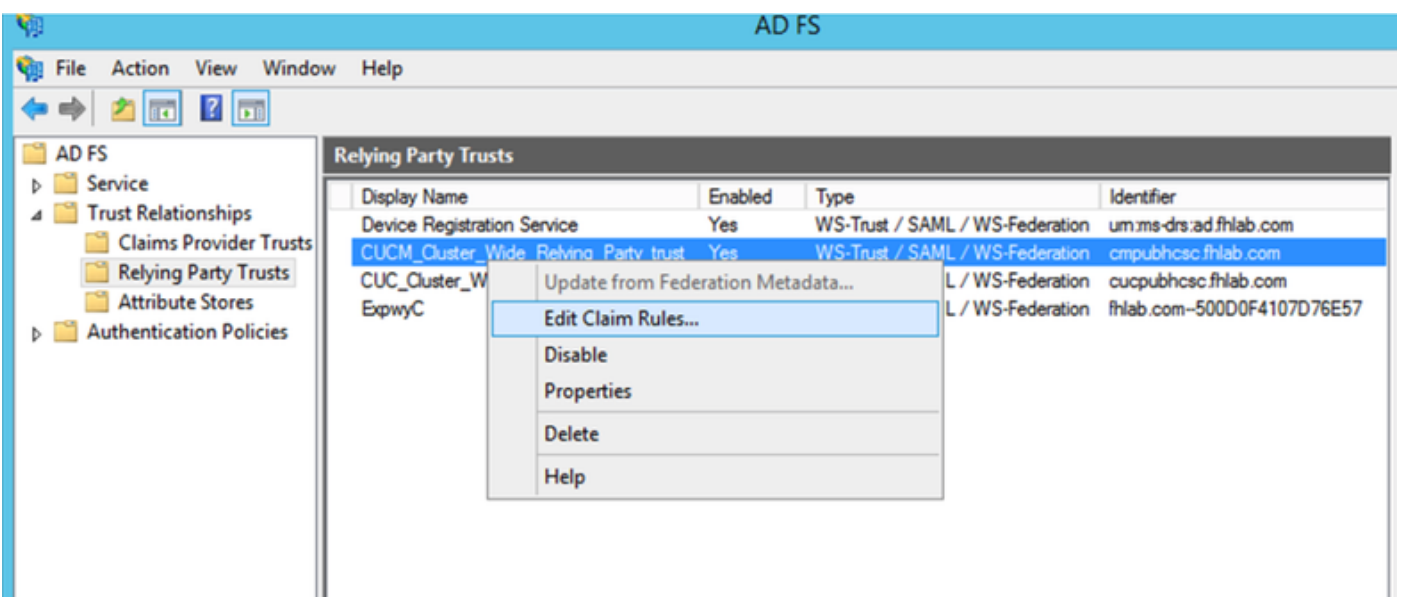 AD FS
File Action View Window Help
AD FS
Service
Trust Relationships
Claims Provider Trusts
Relying Party Trusts
Attribute Stores
Authentication Policies
Relying Party Trusts
Display Name Enabled Type Identifier
Device Registration Service Yes WS-Trust / SAML / WS-Federation urn:ms-drs:ad.fhlab.com
CUCM_Cluster_Wide_Relying_Party_trust Yes WS-Trust / SAML / WS-Federation cmpubhcsc.fhlab.com
CUC_Cluster_W L / WS-Federation cucpubhcsc.fhlab.com
ExpwyC L / WS-Federation fhlab.com--500D0F4107D76E57
Update from Federation Metadata...
Edit Claim Rules...
Disable
Properties
Delete
Help